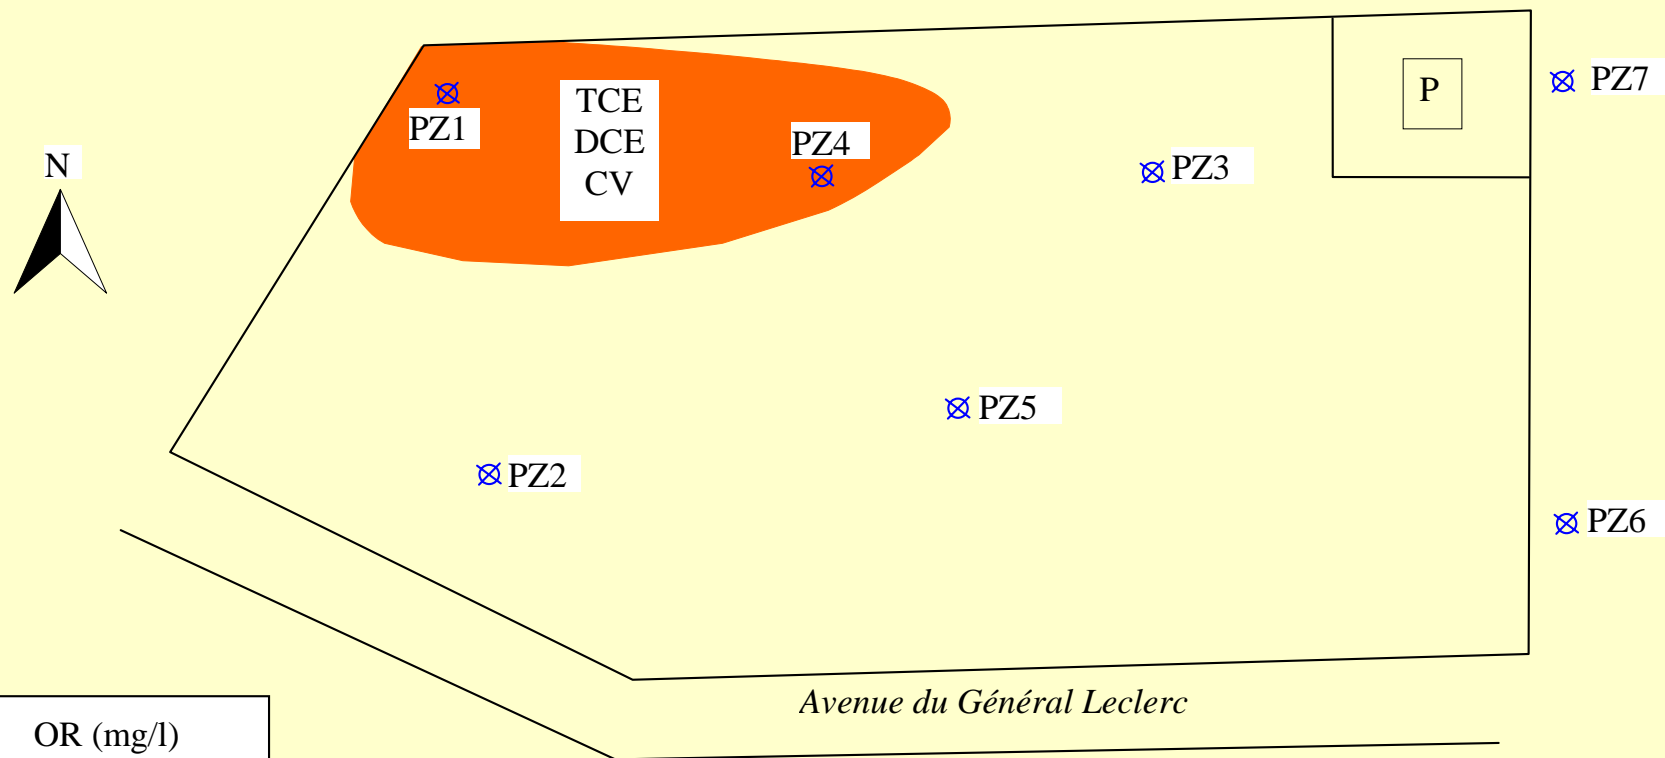 P
PZ7
TCE
DCE
CV
PZ1
PZ4
PZ3
N
PZ5
PZ2
PZ6
Avenue du Général Leclerc
OR (mg/l)